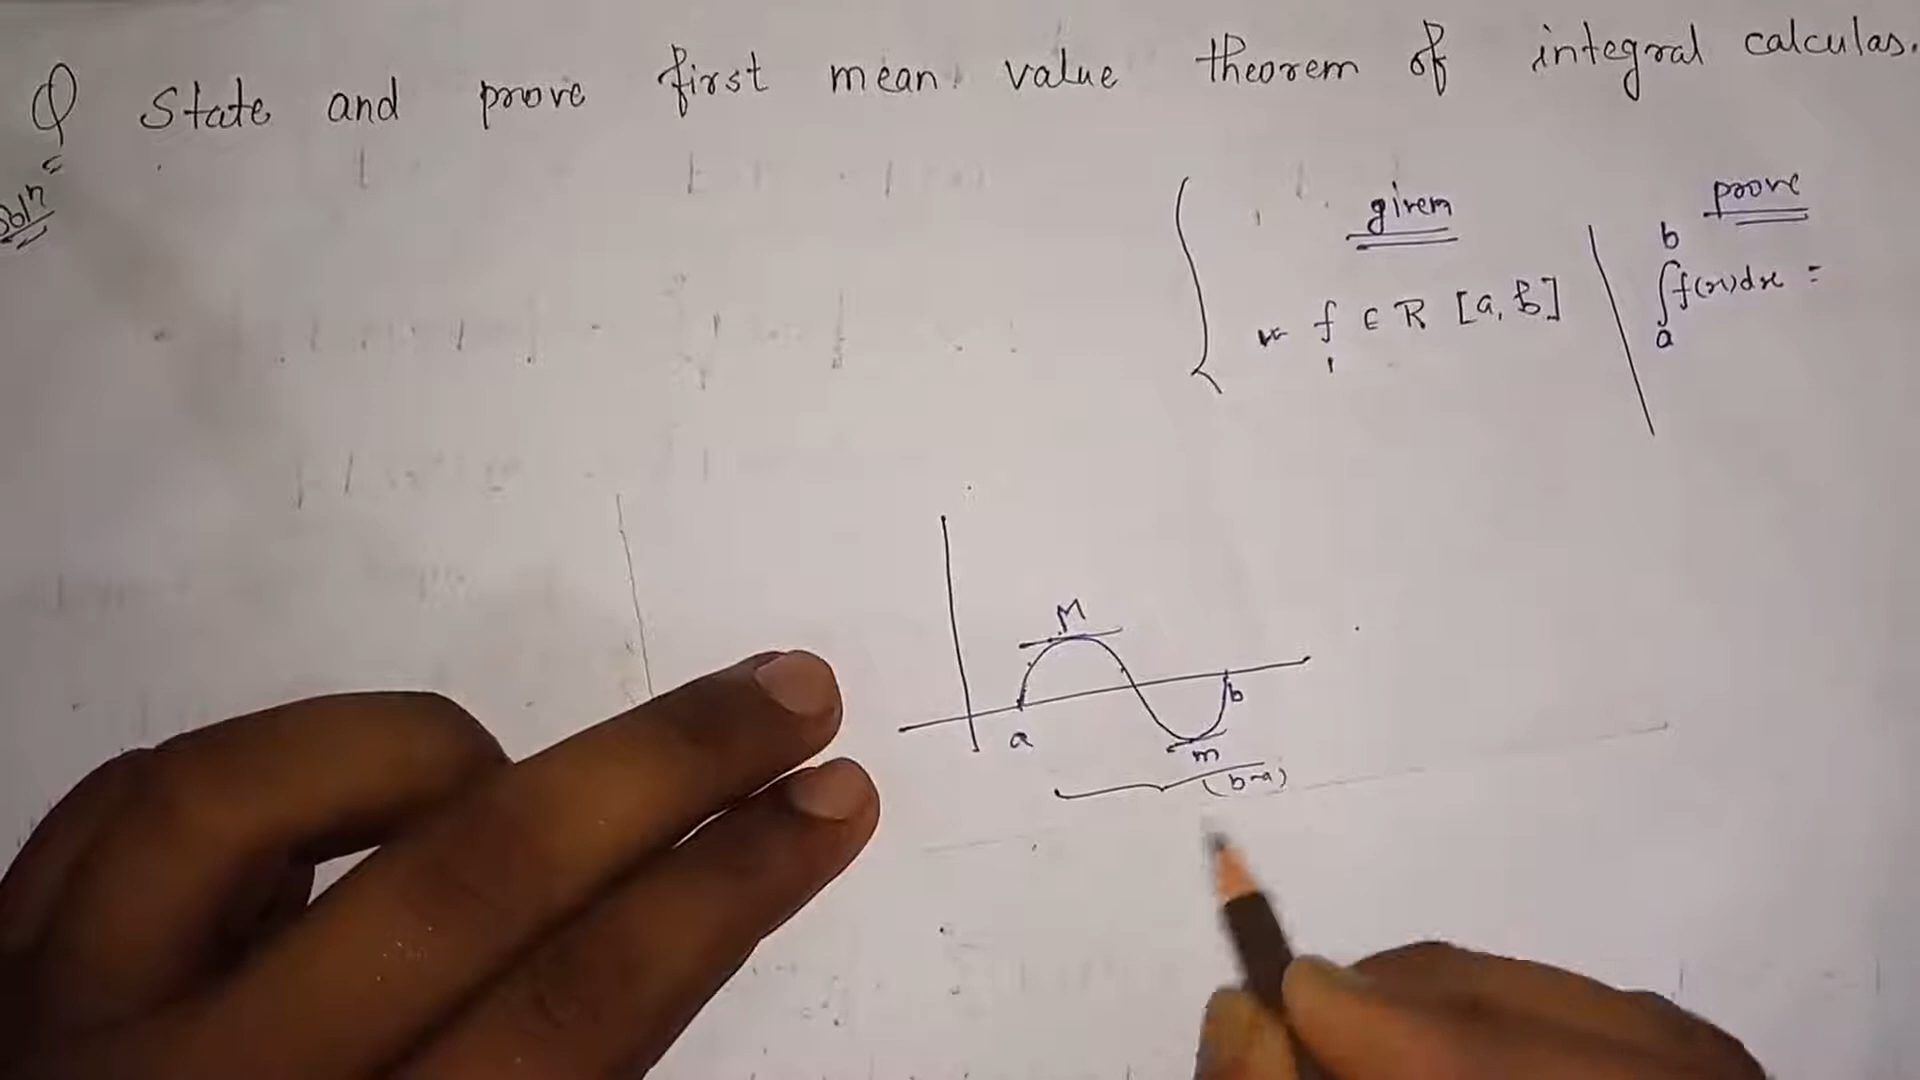 Q State and prove first mean value theorem of integral calculas.
Soln
given
prove
f ∈ R [a, b]
b
∫f(x)dx =
a
M
a
b
m
(b-a)